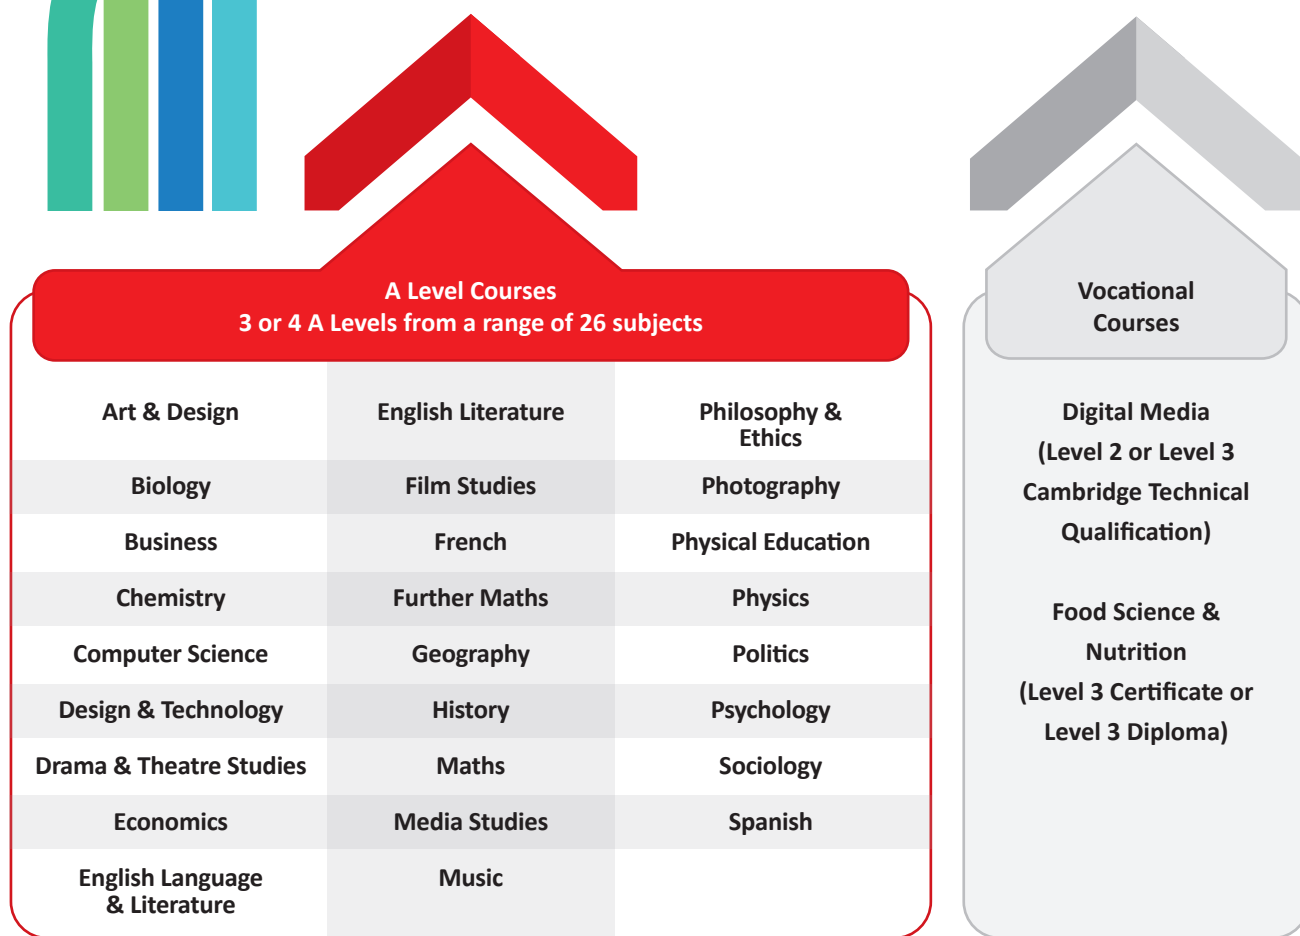 A Level Courses
3 or 4 A Levels from a range of 26 subjects
Art & Design
Biology
Business
Chemistry
Computer Science
Design & Technology
Drama & Theatre Studies
Economics
English Language
& Literature
English Literature
Film Studies
French
Further Maths
Geography
History
Maths
Media Studies
Music
Philosophy &
Ethics
Photography
Physical Education
Physics
Politics
Psychology
Sociology
Spanish
Vocational
Courses
Digital Media
(Level 2 or Level 3
Cambridge Technical
Qualification)
Food Science &
Nutrition
(Level 3 Certificate or
Level 3 Diploma)